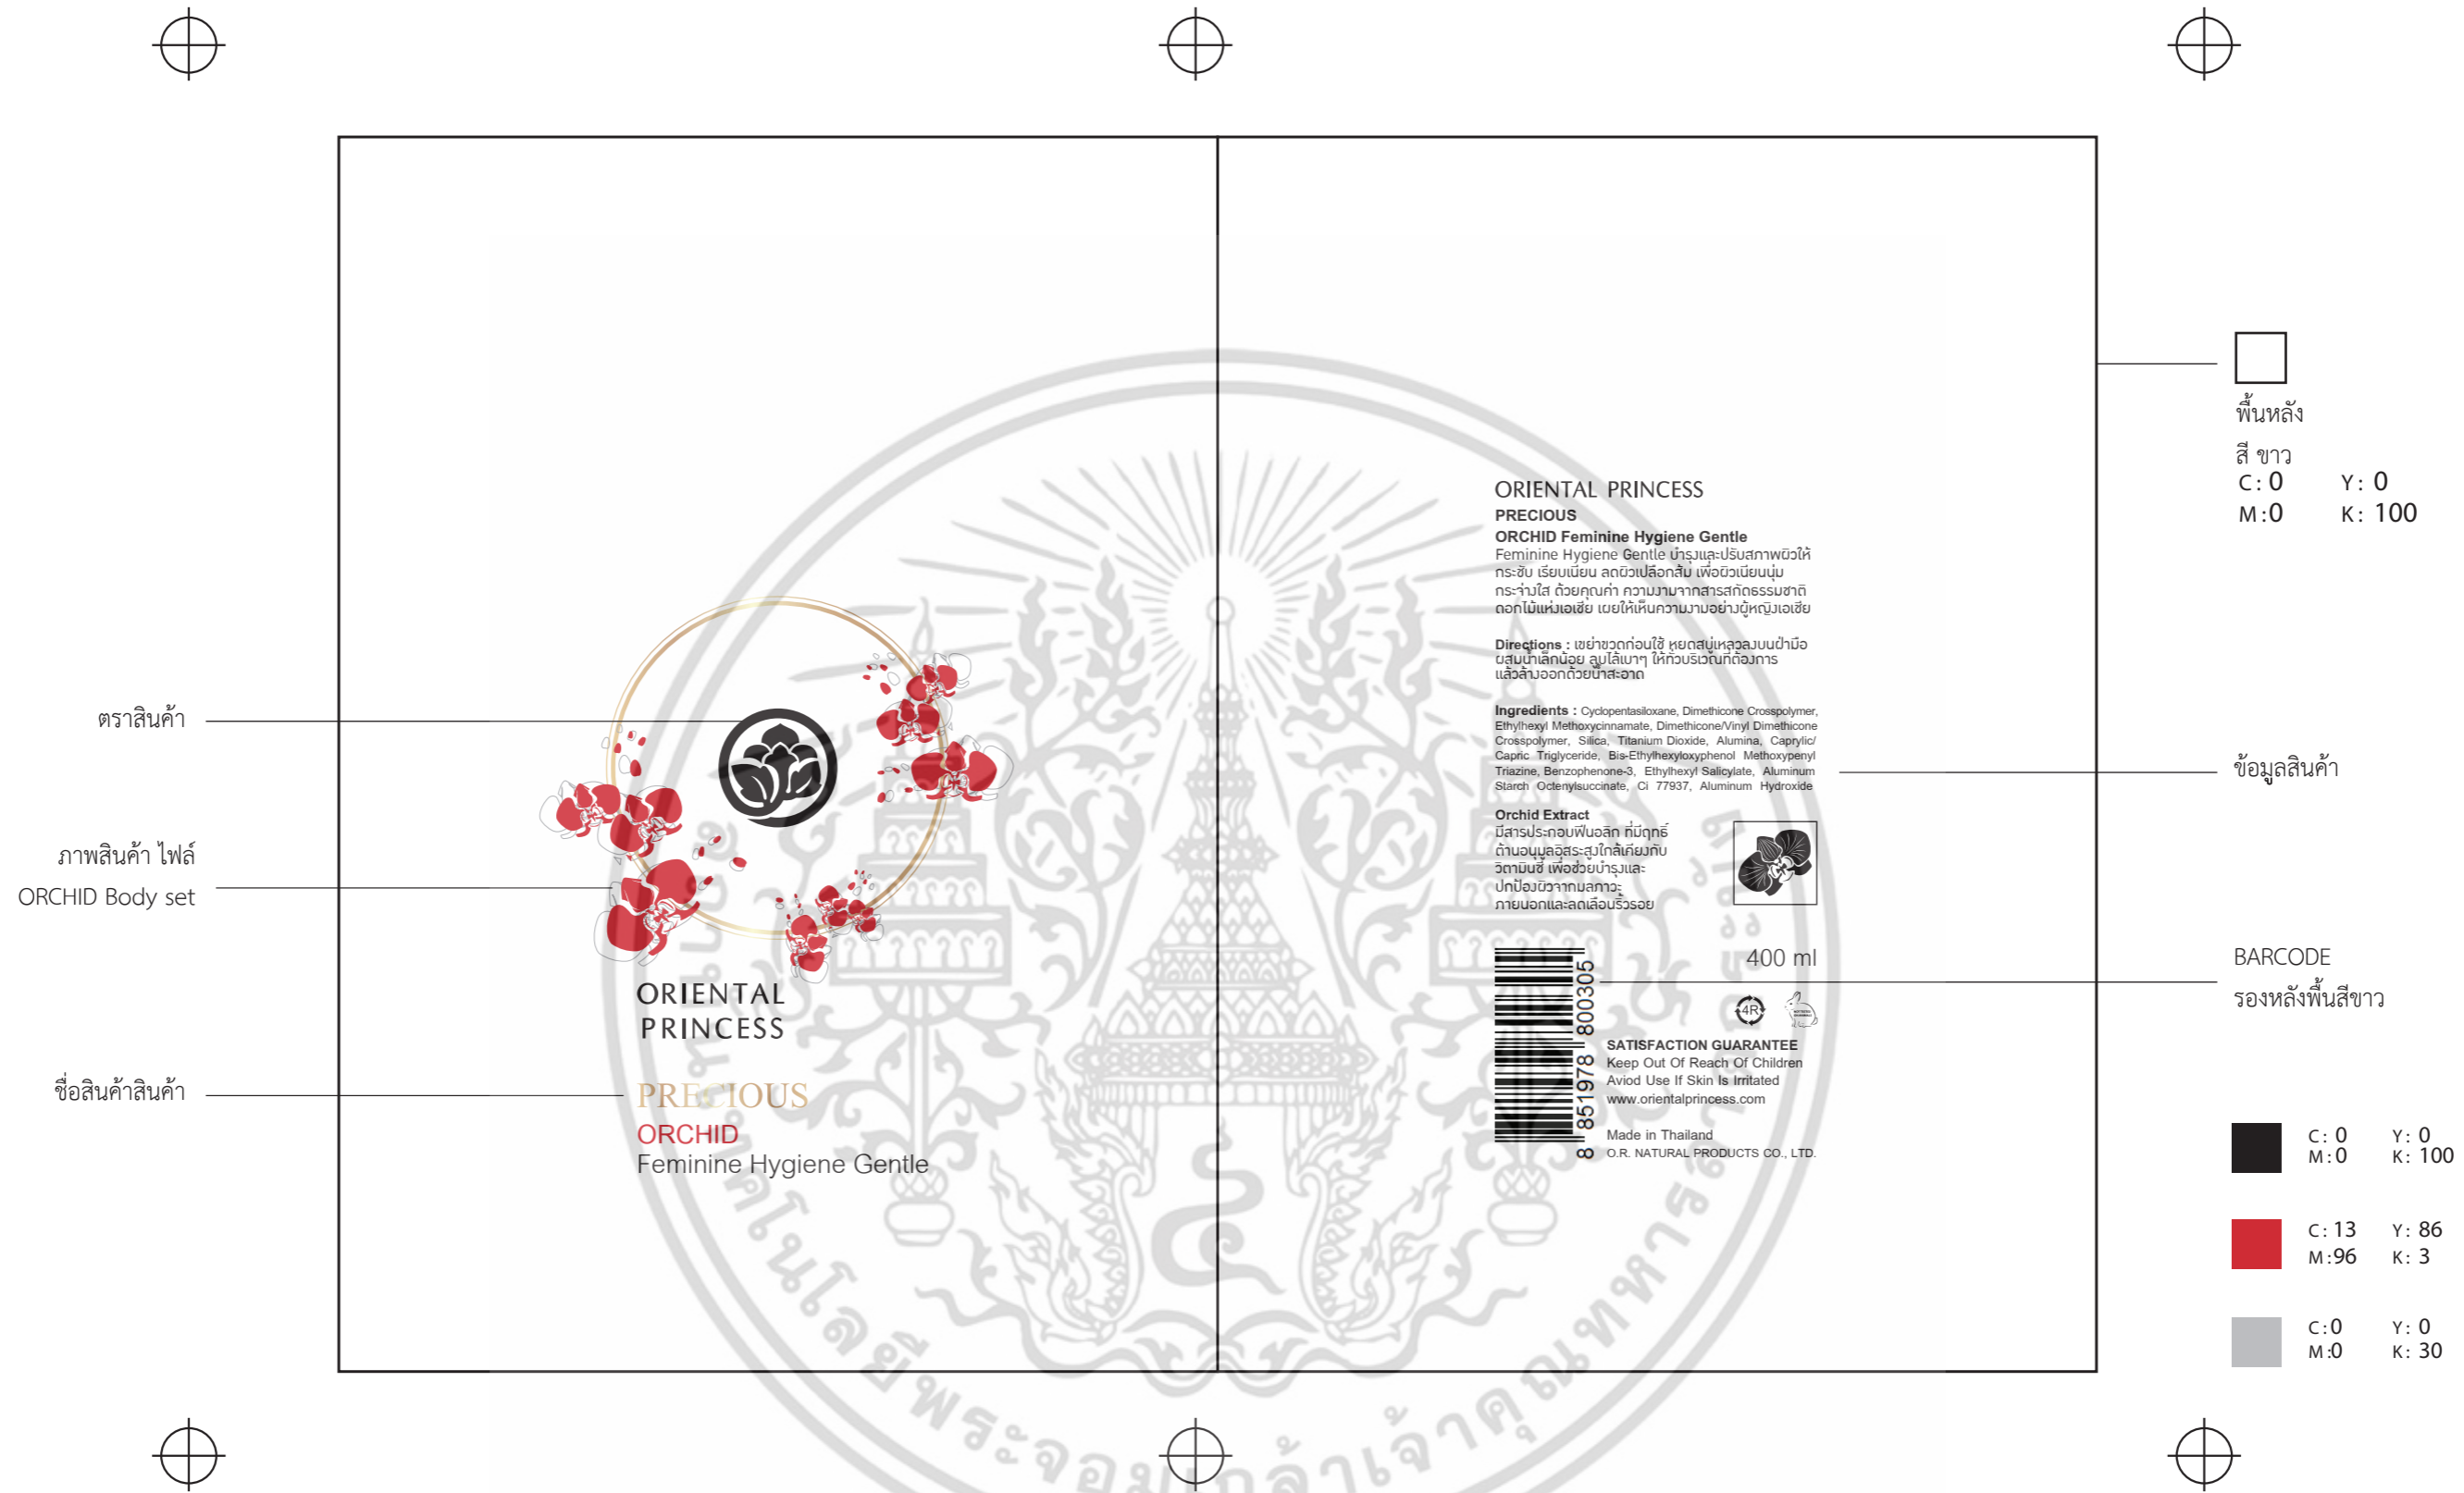 ตราสินค้า
ภาพสินค้า ไฟล์
ORCHID Body set
ชื่อสินค้าสินค้า
ORIENTAL
PRINCESS
PRECIOUS
ORCHID
Feminine Hygiene Gentle
ORIENTAL PRINCESS
PRECIOUS
ORCHID Feminine Hygiene Gentle
Feminine Hygiene Gentle บำรุงและปรับสภาพผิวให้
กระชับ เรียบเนียน ลดผิวเปลือกส้ม เพื่อผิวเนียนนุ่ม
กระจ่างใส ด้วยคุณค่า ความงามจากสารสกัดธรรมชาติ
ดอกไม้แห่งเอเชีย เผยให้เห็นความงามอย่างผู้หญิงเอเชีย
Directions : เขย่าขวดก่อนใช้ หยดสบู่เหลวลงบนฝ่ามือ
ผสมน้ำเล็กน้อย ลูบไล้เบาๆ ให้ทั่วบริเวณที่ต้องการ
แล้วล้างออกด้วยน้ำสะอาด
Ingredients : Cyclopentasiloxane, Dimethicone Crosspolymer,
Ethylhexyl Methoxycinnamate, Dimethicone/Vinyl Dimethicone
Crosspolymer, Silica, Titanium Dioxide, Alumina, Caprylic/
Capric Triglyceride, Bis-Ethylhexyloxyphenol Methoxypenyl
Triazine, Benzophenone-3, Ethylhexyl Salicylate, Aluminum
Starch Octenylsuccinate, Ci 77937, Aluminum Hydroxide
Orchid Extract
มีสารประกอบฟีนอลิก ที่มีฤทธิ์
ต้านอนุมูลอิสระสูงใกล้เคียงกับ
วิตามินซี เพื่อช่วยบำรุงและ
ปกป้องผิวจากมลภาวะ
ภายนอกและลดเลือนริ้วรอย
400 ml
4R
8 851978 800305
SATISFACTION GUARANTEE
Keep Out Of Reach Of Children
Aviod Use If Skin Is Irritated
www.orientalprincess.com
Made in Thailand
O.R. NATURAL PRODUCTS CO., LTD.
พื้นหลัง
สี ขาว
C: 0 Y: 0
M:0 K: 100
ข้อมูลสินค้า
BARCODE
รองหลังพื้นสีขาว
C: 0 Y: 0
M:0 K: 100
C: 13 Y: 86
M:96 K: 3
C:0 Y: 0
M:0 K: 30